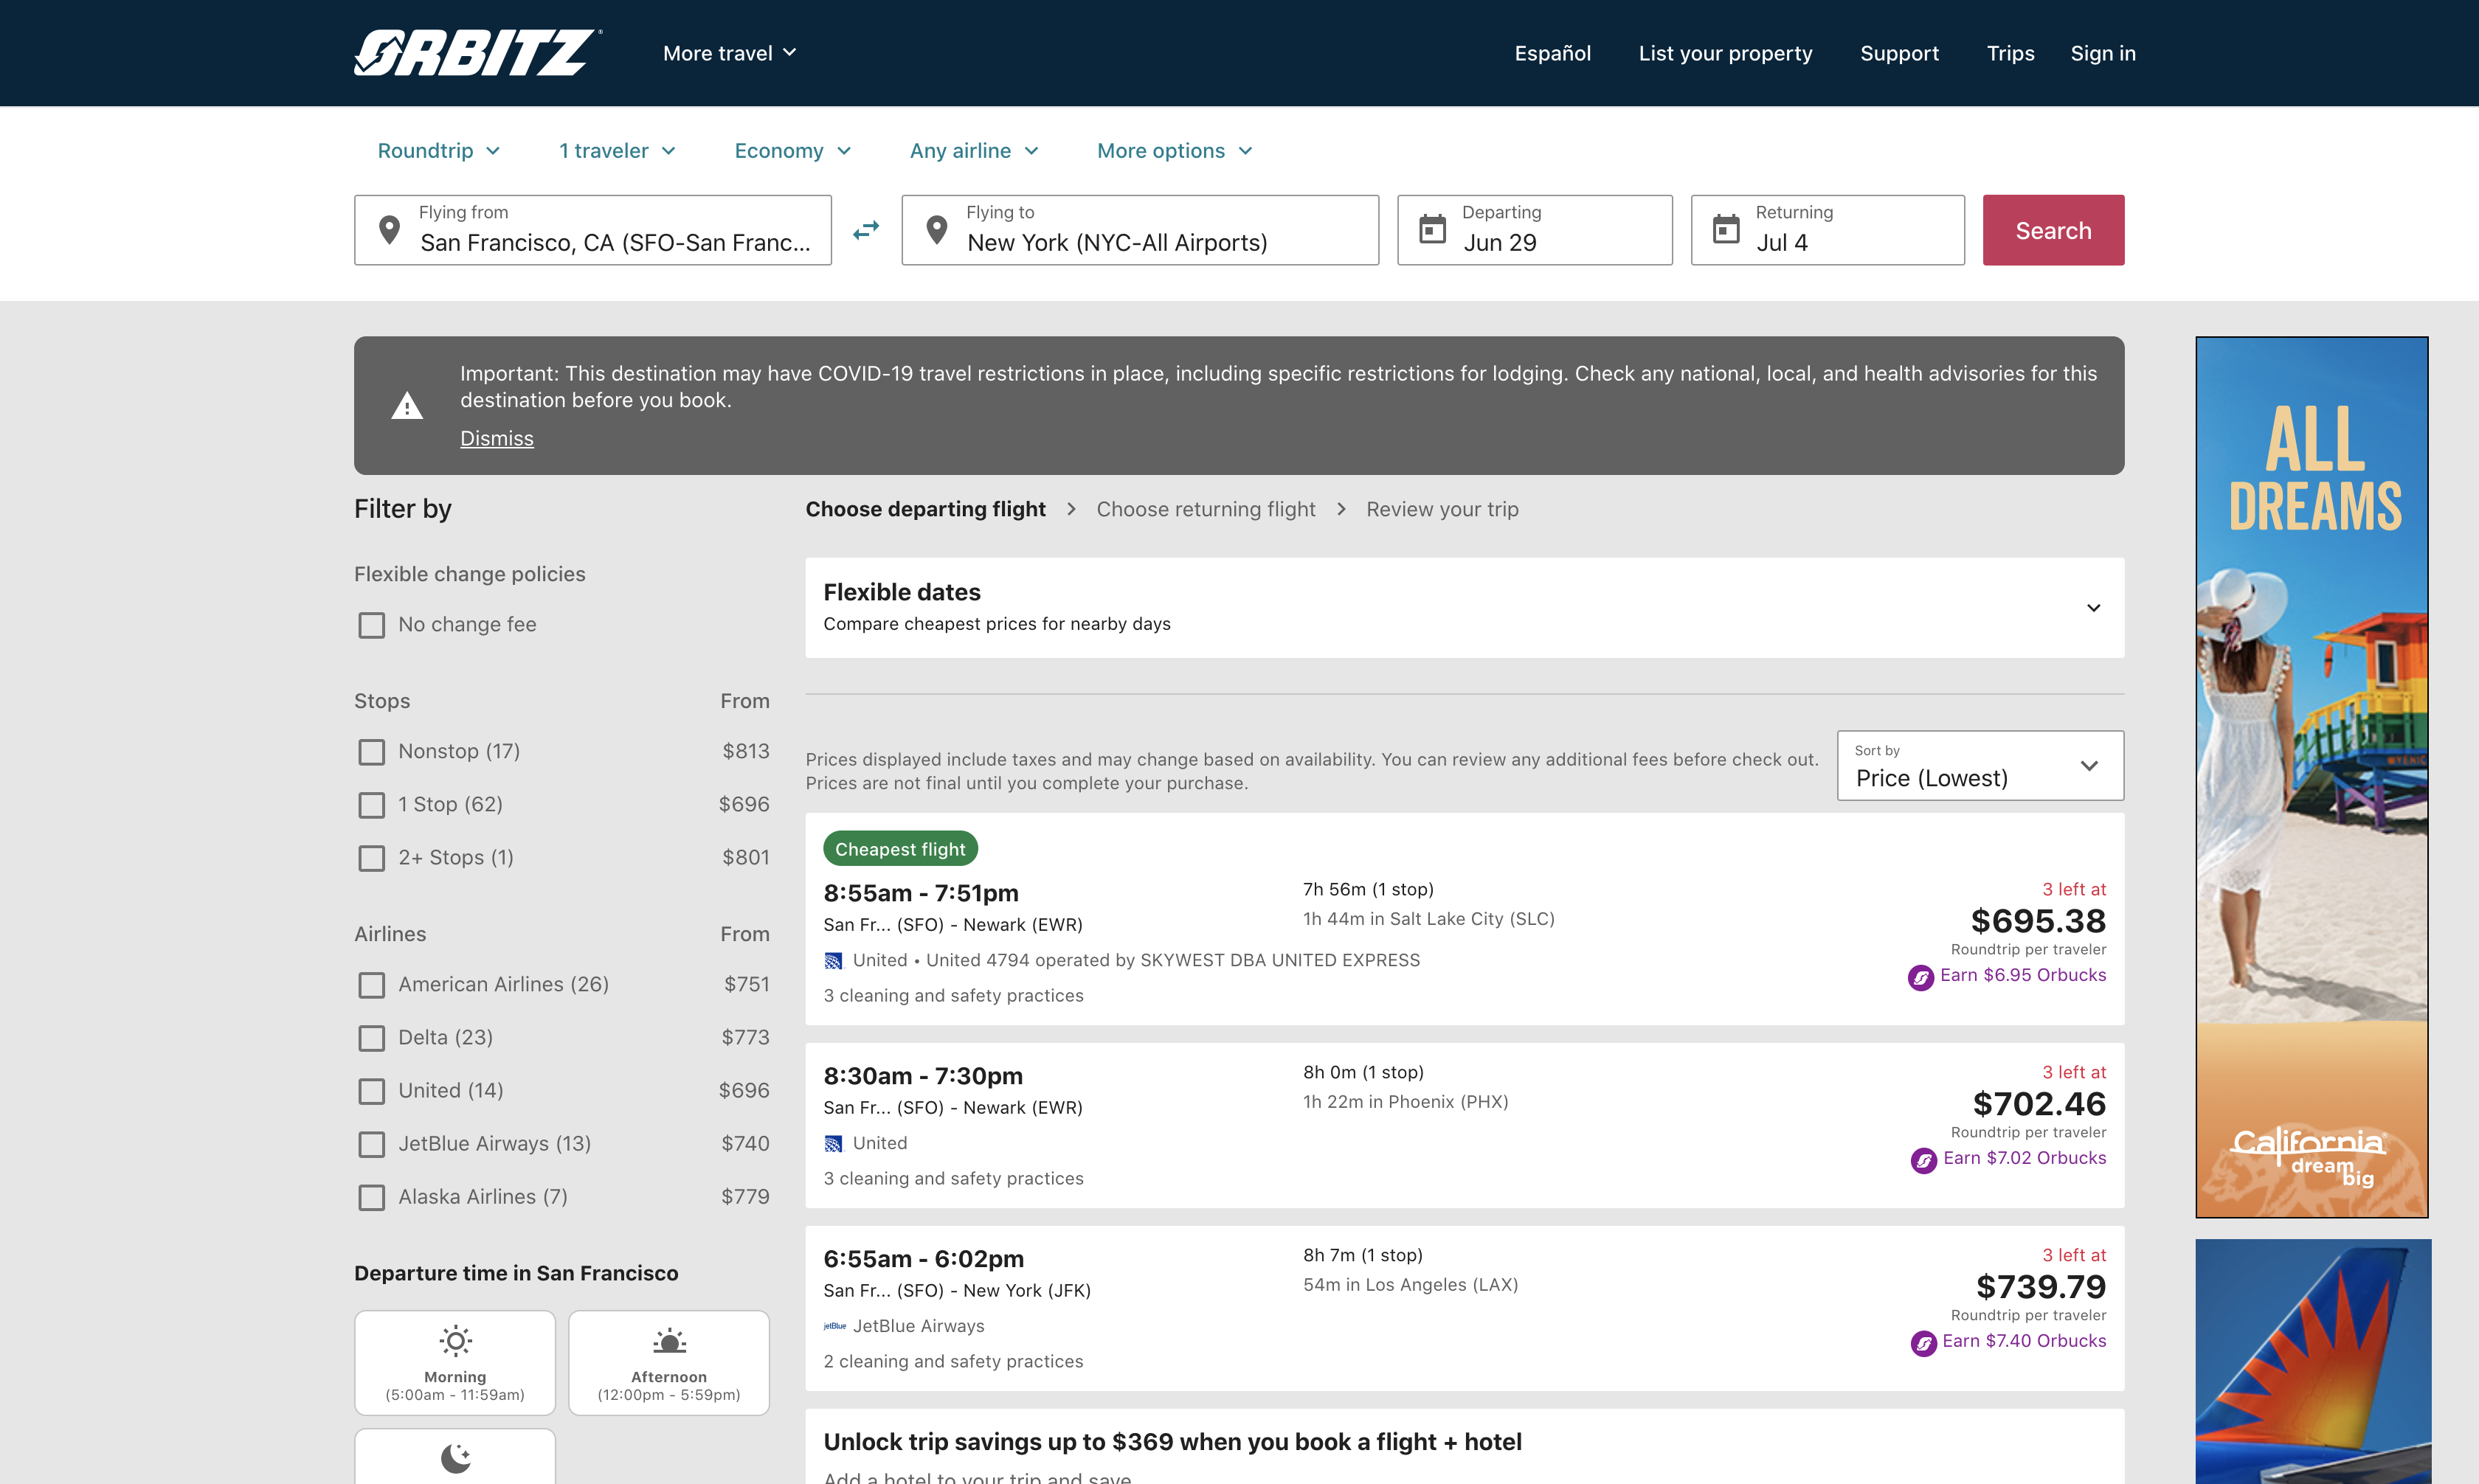 ORBITZ
More travel
Español
List your property
Support
Trips
Sign in
Roundtrip
1 traveler
Economy
Any airline
More options
Flying from
San Francisco, CA (SFO-San Franc...
Flying to
New York (NYC-All Airports)
Departing
Jun 29
Returning
Jul 4
Search
Important: This destination may have COVID-19 travel restrictions in place, including specific restrictions for lodging. Check any national, local, and health advisories for this
destination before you book.
Dismiss
Filter by
Flexible change policies
No change fee
Stops From
Nonstop (17) $813
1 Stop (62) $696
2+ Stops (1) $801
Airlines From
American Airlines (26) $751
Delta (23) $773
United (14) $696
JetBlue Airways (13) $740
Alaska Airlines (7) $779
Departure time in San Francisco
Morning
(5:00am - 11:59am)
Afternoon
(12:00pm - 5:59pm)
Choose departing flight
Choose returning flight
Review your trip
Flexible dates
Compare cheapest prices for nearby days
Prices displayed include taxes and may change based on availability. You can review any additional fees before check out.
Prices are not final until you complete your purchase.
Sort by
Price (Lowest)
Cheapest flight
8:55am - 7:51pm
San Fr... (SFO) - Newark (EWR)
United • United 4794 operated by SKYWEST DBA UNITED EXPRESS
3 cleaning and safety practices
7h 56m (1 stop)
1h 44m in Salt Lake City (SLC)
3 left at
$695.38
Roundtrip per traveler
Earn $6.95 Orbucks
8:30am - 7:30pm
San Fr... (SFO) - Newark (EWR)
United
3 cleaning and safety practices
8h 0m (1 stop)
1h 22m in Phoenix (PHX)
3 left at
$702.46
Roundtrip per traveler
Earn $7.02 Orbucks
6:55am - 6:02pm
San Fr... (SFO) - New York (JFK)
jetBlue JetBlue Airways
2 cleaning and safety practices
8h 7m (1 stop)
54m in Los Angeles (LAX)
3 left at
$739.79
Roundtrip per traveler
Earn $7.40 Orbucks
Unlock trip savings up to $369 when you book a flight + hotel
Add a hotel to your trip and save
ALL
DREAMS
California
dream
big